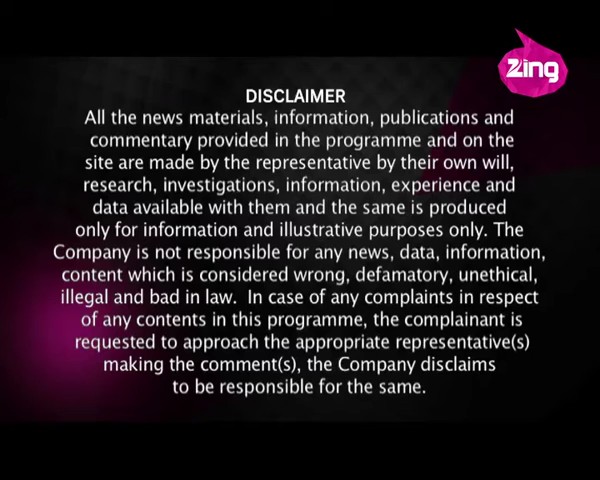 Zing
DISCLAIMER
All the news materials, information, publications and
commentary provided in the programme and on the
site are made by the representative by their own will,
research, investigations, information, experience and
data available with them and the same is produced
only for information and illustrative purposes only. The
Company is not responsible for any news, data, information,
content which is considered wrong, defamatory, unethical,
illegal and bad in law. In case of any complaints in respect
of any contents in this programme, the complainant is
requested to approach the appropriate representative(s)
making the comment(s), the Company disclaims
to be responsible for the same.